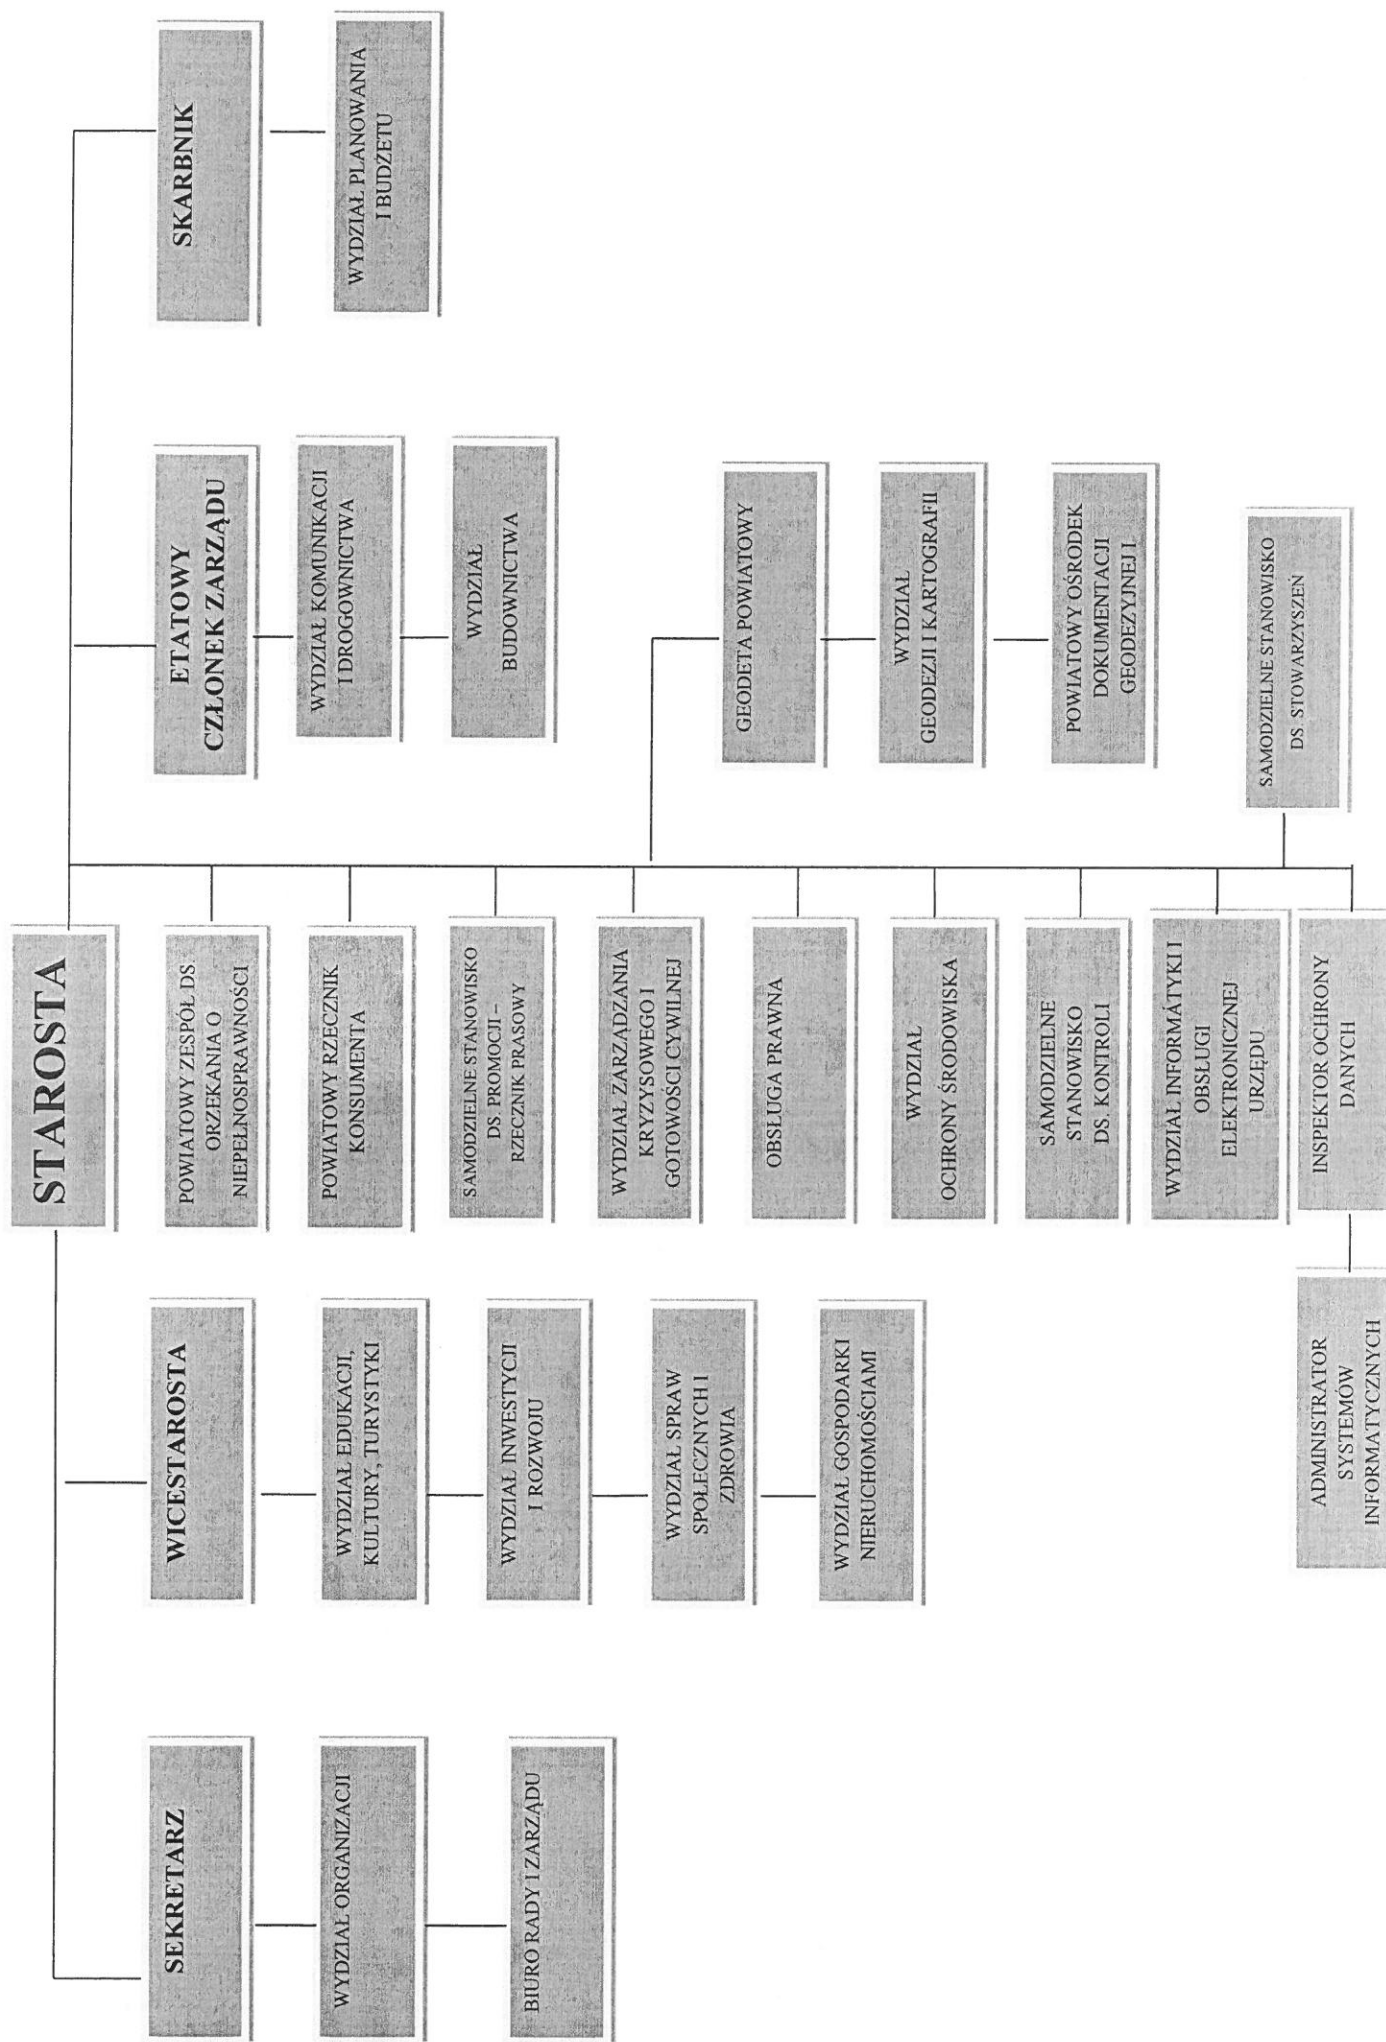 STAROSTA
SEKRETARZ
WYDZIAŁ ORGANIZACJI
BIURO RADY I ZARZĄDU
WICESTAROSTA
WYDZIAŁ EDUKACJI,
KULTURY, TURYSTYKI
WYDZIAŁ INWESTYCJI
I ROZWOJU
WYDZIAŁ SPRAW
SPOŁECZNYCH I
ZDROWIA
WYDZIAŁ GOSPODARKI
NIERUCHOMOŚCIAMI
POWIATOWY ZESPÓŁ DS.
ORZEKANIA O
NIEPEŁNOSPRAWNOŚCI
POWIATOWY RZECZNIK
KONSUMENTA
SAMODZIELNE STANOWISKO
DS. PROMOCJI –
RZECZNIK PRASOWY
WYDZIAŁ ZARZĄDZANIA
KRYZYSOWEGO I
GOTOWOŚCI CYWILNEJ
OBSŁUGA PRAWNA
WYDZIAŁ
OCHRONY ŚRODOWISKA
SAMODZIELNE
STANOWISKO
DS. KONTROLI
WYDZIAŁ INFORMATYKI I
OBSŁUGI
ELEKTRONICZNEJ
URZĘDU
INSPEKTOR OCHRONY
DANYCH
ADMINISTRATOR
SYSTEMÓW
INFORMATYCZNYCH
ETATOWY
CZŁONEK ZARZĄDU
WYDZIAŁ KOMUNIKACJI
I DROGOWNICTWA
WYDZIAŁ
BUDOWNICTWA
GEODETA POWIATOWY
WYDZIAŁ
GEODEZJI I KARTOGRAFII
POWIATOWY OŚRODEK
DOKUMENTACJI
GEODEZYJNEJ I
SAMODZIELNE STANOWISKO
DS. STOWARZYSZEŃ
SKARBNIK
WYDZIAŁ PLANOWANIA
I BUDŻETU